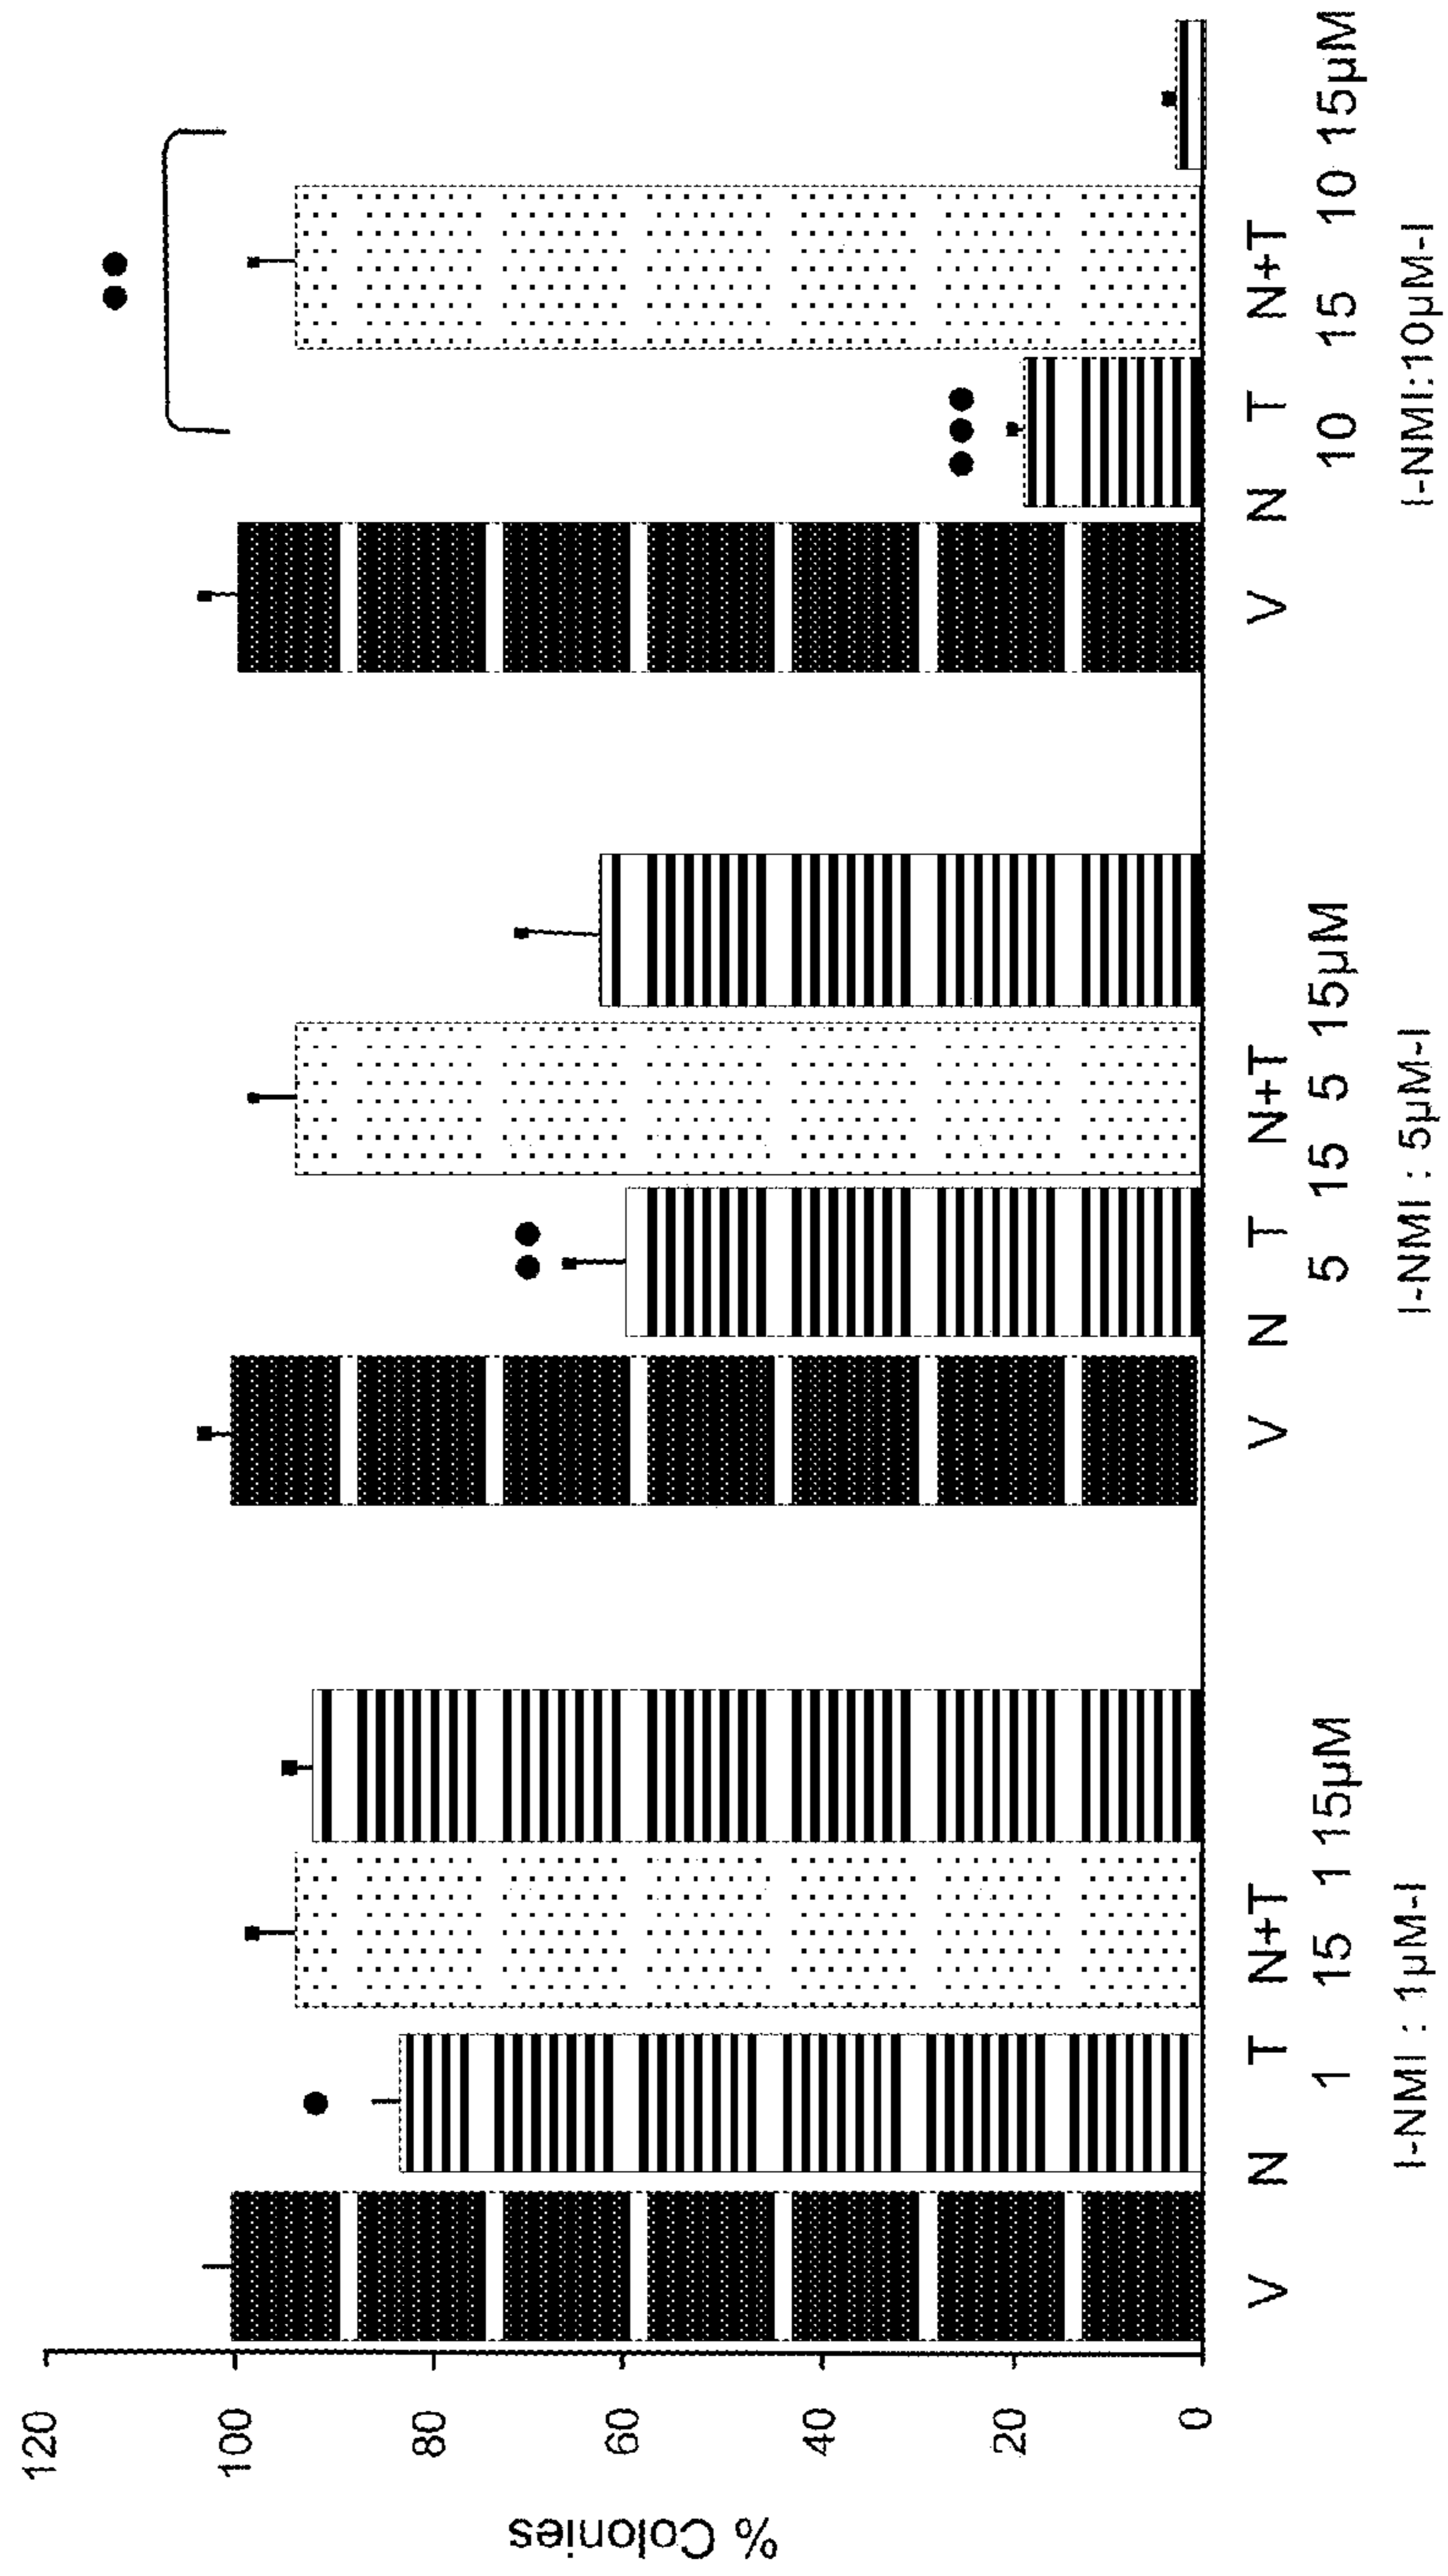 % Colonies
120
100
80
60
40
20
0
V N T N+T V N T N+T V N T N+T
1 15 1 15µM 5 15 5 15µM 10 15 10 15µM
I-NMI : 1µM-I I-NMI : 5µM-I I-NMI:10µM-I